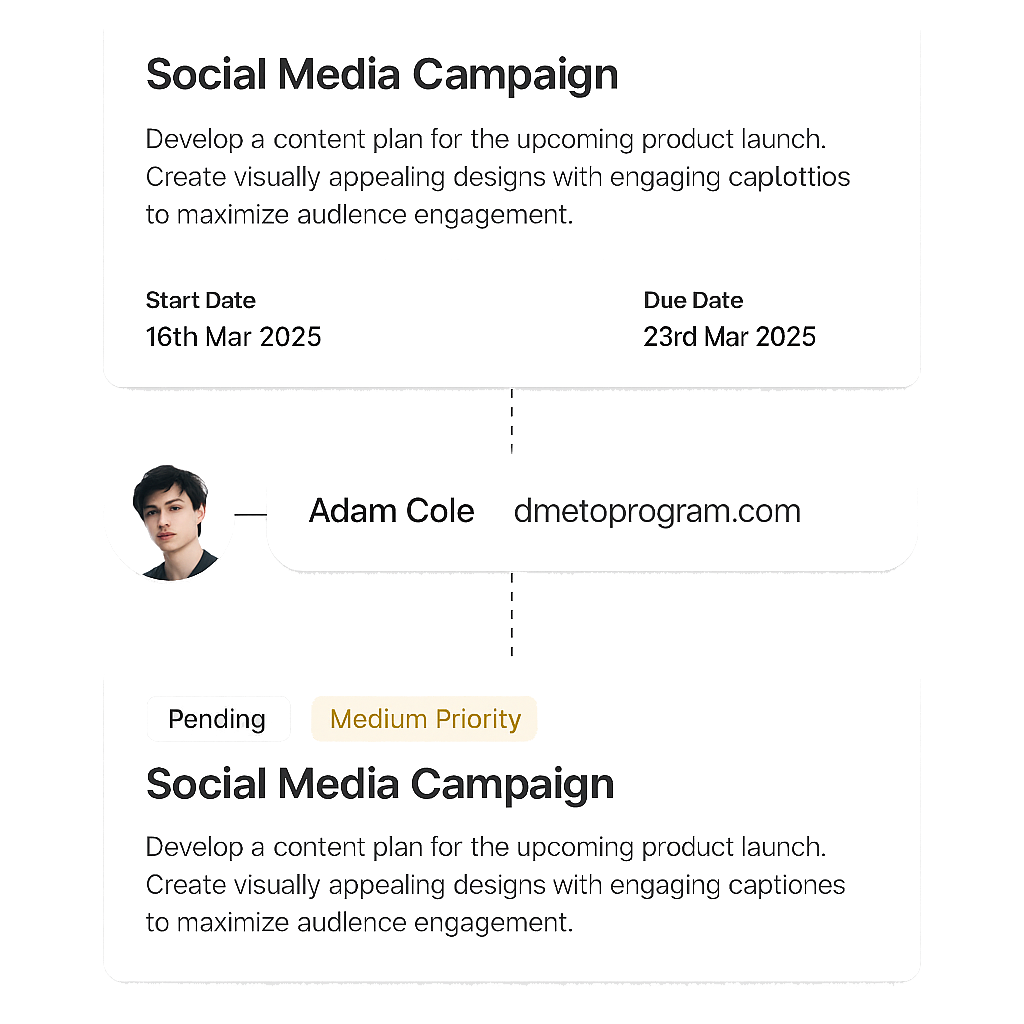 Social Media Campaign
Develop a content plan for the upcoming product launch.
Create visually appealing designs with engaging caplottios
to maximize audlence engagement.
Start Date
Due Date
16th Mar 2025
23rd Mar 2025
Adam Cole dmetoprogram.com
Pending Medium Priority
Social Media Campaign
Develop a content plan for the upcoming product launch.
Create visually appealing designs with engaging captiones
to maximize audlence engagement.